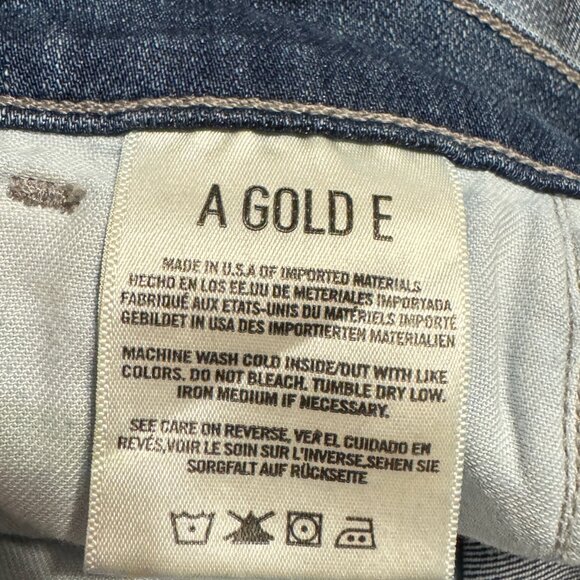 A GOLD E
MADE IN U.S.A OF IMPORTED MATERIALS
HECHO EN LOS EE.UU DE METERIALES IMPORTADA
FABRIQUÉ AUX ETATS-UNIS DU MATÉRIELS IMPORTÉ
GEBILDET IN USA DES IMPORTIERTEN MATERIALIEN
MACHINE WASH COLD INSIDE/OUT WITH LIKE
COLORS. DO NOT BLEACH. TUMBLE DRY LOW.
IRON MEDIUM IF NECESSARY.
SEE CARE ON REVERSE, VEA EL CUIDADO EN
REVÉS,VOIR LE SOIN SUR L'INVERSE,SEHEN SIE
SORGFALT AUF RÜCKSEITE